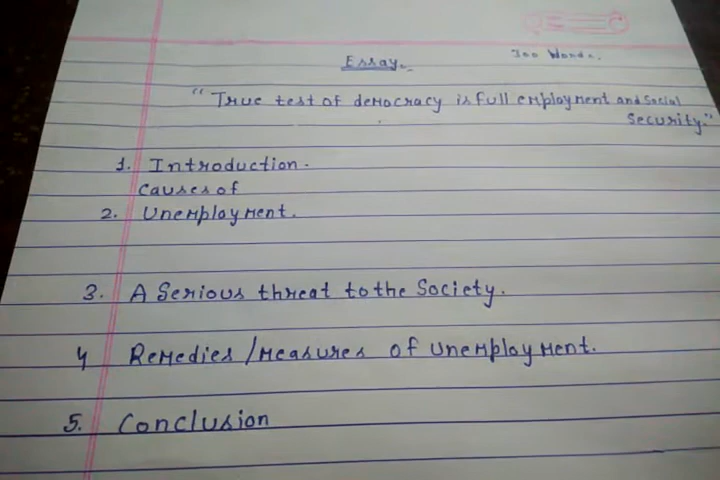 Essay.
300 Words.
"True test of democracy is full employment and Social
Security."
1. Introduction.
Causes of
2. Unemployment.
3. A Serious threat to the Society.
4 Remedies/Measures of unemployment.
5. Conclusion